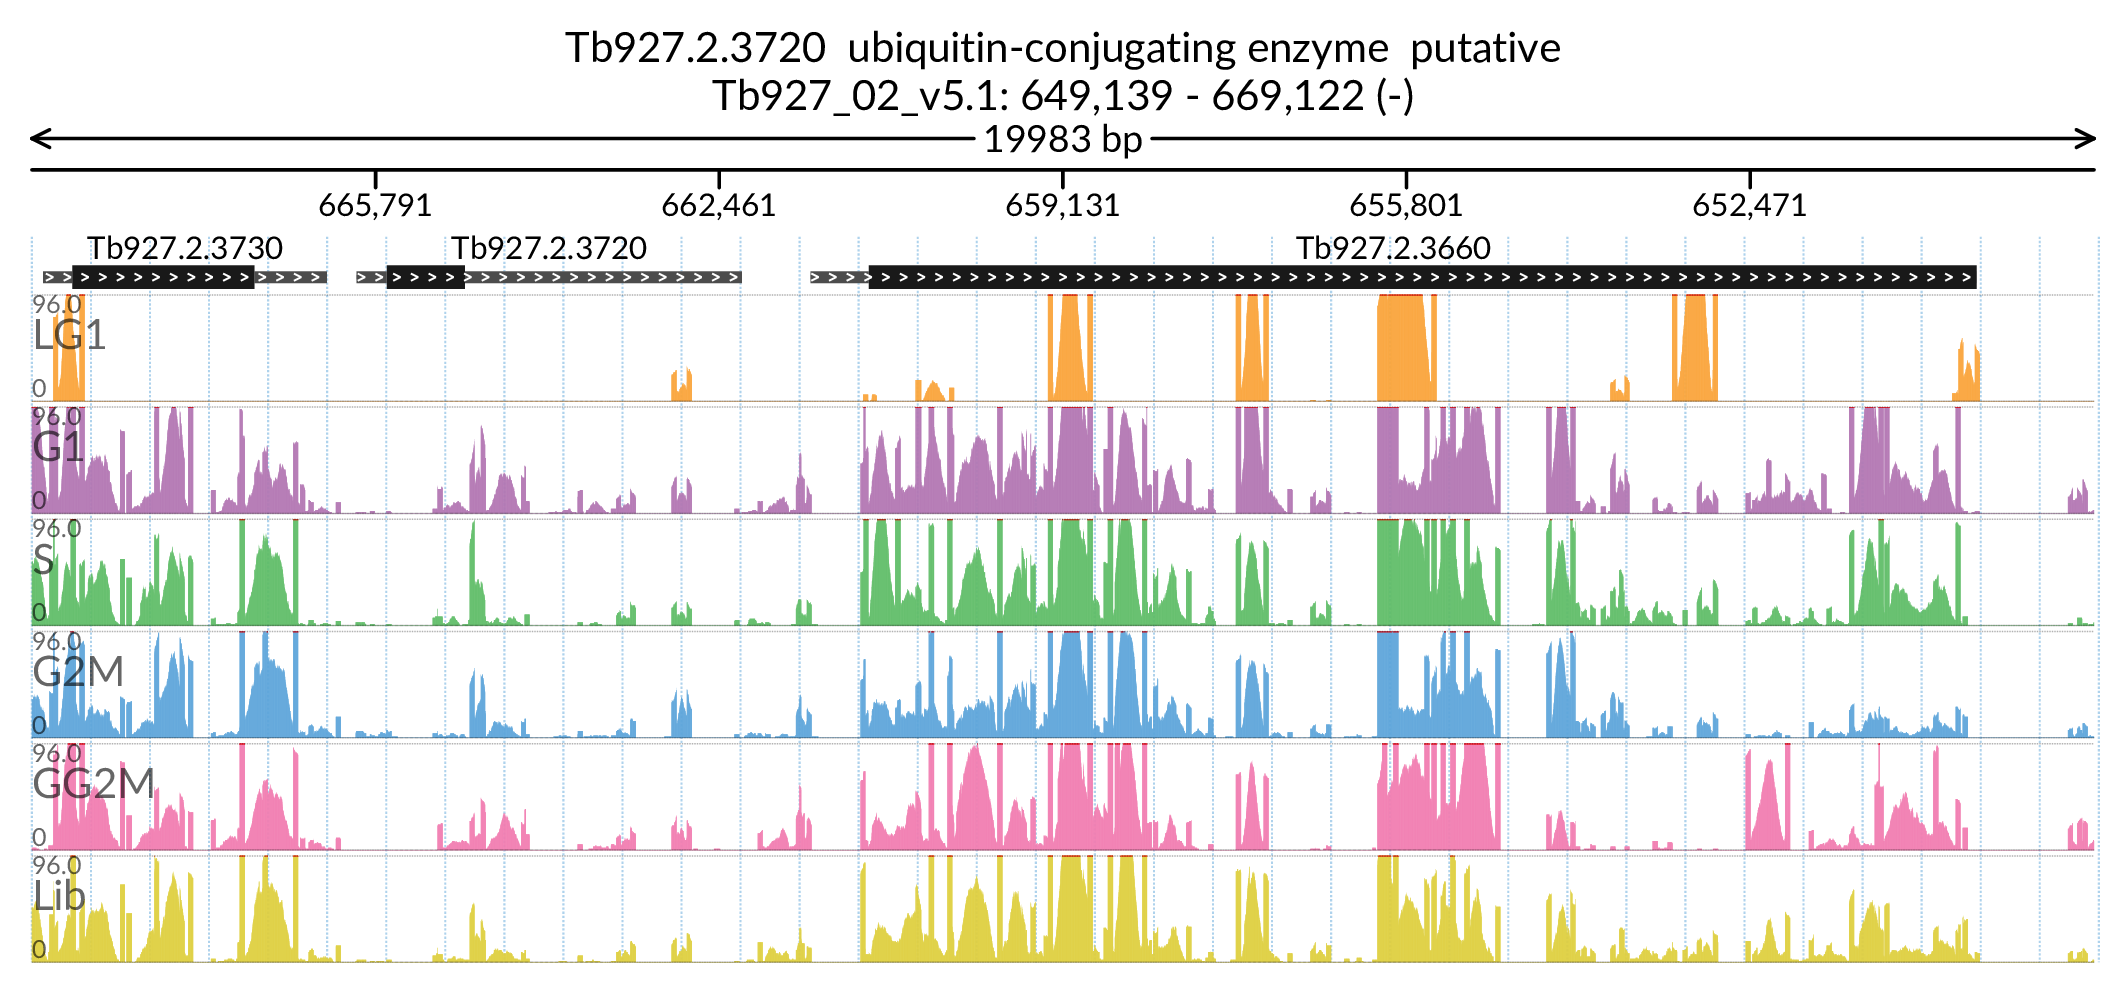 Tb927.2.3720 ubiquitin-conjugating enzyme putative
Tb927_02_v5.1: 649,139 - 669,122 (-)
19983 bp
665,791 662,461 659,131 655,801 652,471
Tb927.2.3730 Tb927.2.3720 Tb927.2.3660
96.0
LG1
0
96.0
G1
0
96.0
S
0
96.0
G2M
0
96.0
GG2M
0
96.0
Lib
0